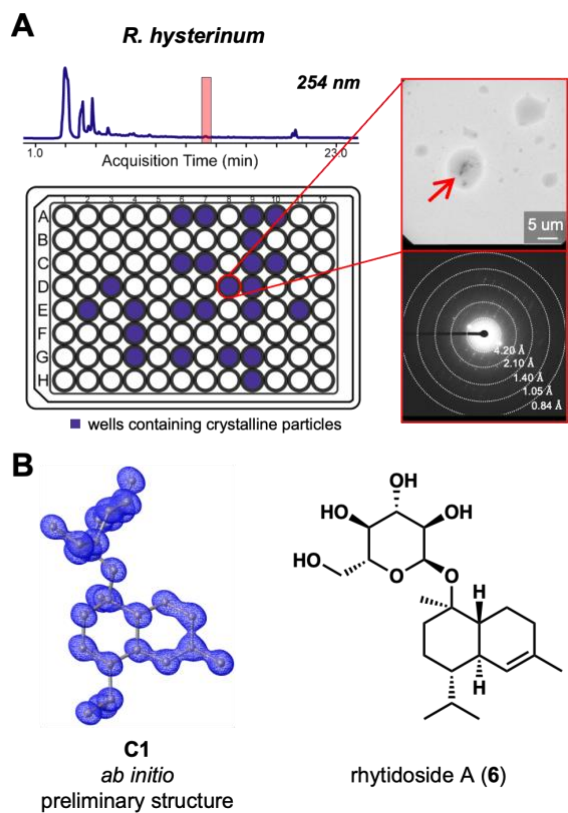 A
R. hysterinum
254 nm
1.0
23.0
Acquisition Time (min)
5 um
1 2 3 4 5 6 7 8 9 10 11 12
A
B
C
D
E
F
G
H
4.20 Å
2.10 Å
1.40 Å
1.05 Å
0.84 Å
wells containing crystalline particles
B
OH
HO
OH
HO
OH
HO
O
O
H
H
C1
ab initio
preliminary structure
rhytidoside A (6)